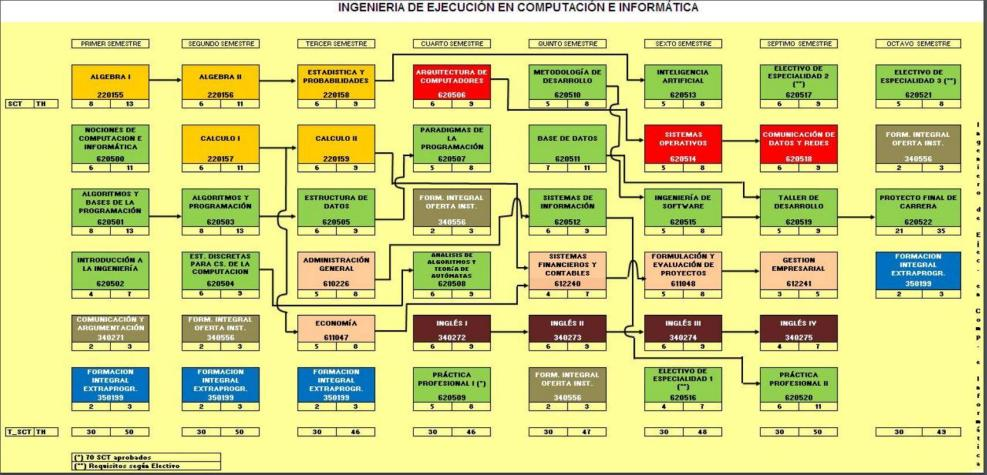 INGENIERIA DE EJECUCIÓN EN COMPUTACIÓN E INFORMÁTICA
PRIMER SEMESTRE SEGUNDO SEMESTRE TERCER SEMESTRE CUARTO SEMESTRE QUINTO SEMESTRE SEXTO SEMESTRE SEPTIMO SEMESTRE OCTAVO SEMESTRE
SCT TH
ALGEBRA I
220155
8 13
ALGEBRA II
220156
6 11
ESTADISTICA Y
PROBABILIDADES
220158
6 9
ARQUITECTURA DE
COMPUTADORES
620506
6 9
METODOLOGÍA DE
DESARROLLO
620510
5 8
INTELIGENCIA
ARTIFICIAL
620513
5 8
ELECTIVO DE
ESPECIALIDAD 2
(**)
620517
6 9
ELECTIVO DE
ESPECIALIDAD 3 (**)
620521
5 8
NOCIONES DE
COMPUTACION E
INFORMÁTICA
620500
6 11
CALCULO I
220157
6 11
CALCULO II
220159
6 9
PARADIGMAS DE
LA
PROGRAMACIÓN
620507
5 8
BASE DE DATOS
620511
7 11
SISTEMAS
OPERATIVOS
620514
6 9
COMUNICACIÓN DE
DATOS Y REDES
620518
6 9
FORM. INTEGRAL
OFERTA INST.
340556
2 3
ALGORITMOS Y
BASES DE LA
PROGRAMACIÓN
620501
8 13
ALGORITMOS Y
PROGRAMACIÓN
620503
8 13
ESTRUCTURA DE
DATOS
620505
6 9
FORM. INTEGRAL
OFERTA INST.
340556
2 3
SISTEMAS DE
INFORMACIÓN
620512
6 9
INGENIERÍA DE
SOFTWARE
620515
5 8
TALLER DE
DESARROLLO
620519
5 9
PROYECTO FINAL DE
CARRERA
620522
21 35
INTRODUCCIÓN A
LA INGENIERÍA
620502
4 7
EST. DISCRETAS
PARA CS. DE LA
COMPUTACION
620504
6 9
ADMINISTRACIÓN
GENERAL
610226
5 8
ANÁLISIS DE
ALGORITMOS Y
TEORÍA DE
AUTÓMATAS
620508
6 9
SISTEMAS
FINANCIEROS Y
CONTABLES
612240
4 7
FORMULACIÓN Y
EVALUACIÓN DE
PROYECTOS
611048
5 8
GESTION
EMPRESARIAL
612241
3 5
FORMACION
INTEGRAL
EXTRAPROGR.
350199
2 3
COMUNICACIÓN Y
ARGUMENTACIÓN
340271
2 3
FORM. INTEGRAL
OFERTA INST.
340556
2 3
ECONOMÍA
611047
5 8
INGLÉS I
340272
6 9
INGLÉS II
340273
6 9
INGLÉS III
340274
6 9
INGLÉS IV
340275
4 7
FORMACION
INTEGRAL
EXTRAPROGR.
350199
2 3
FORMACION
INTEGRAL
EXTRAPROGR.
350199
2 3
FORMACION
INTEGRAL
EXTRAPROGR.
350199
2 3
PRÁCTICA
PROFESIONAL I (*)
620509
5 8
FORM. INTEGRAL
OFERTA INST.
340556
2 3
ELECTIVO DE
ESPECIALIDAD 1
(**)
620516
4 7
PRÁCTICA
PROFESIONAL II
620520
6 11
T_SCT TH 30 50 30 50 30 46 30 46 30 47 30 48 30 50 30 49
(*) 70 SCT aprobados
(**) Requisitos según Electivo
Ingeniero de Ejec. en Comp. e Informática